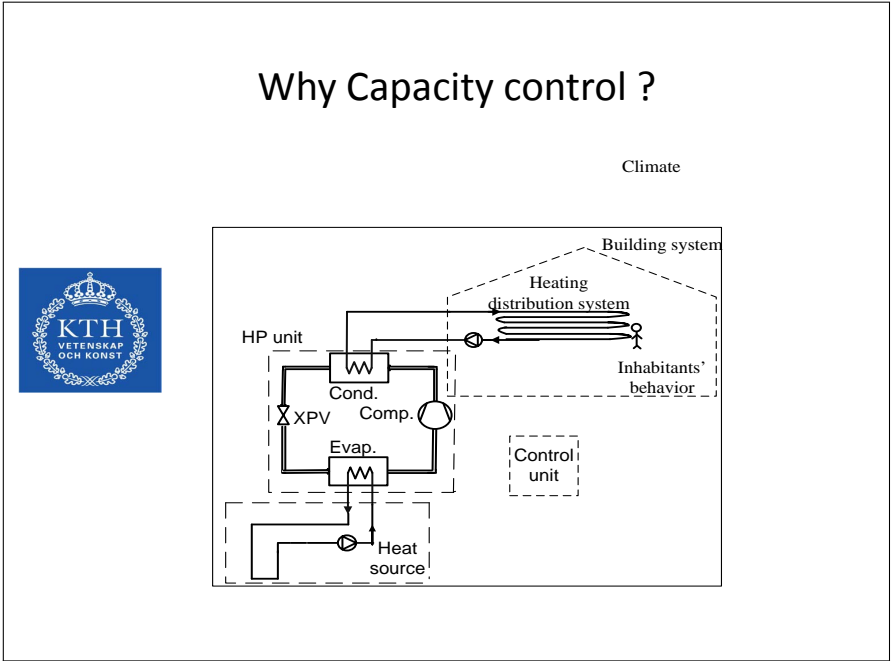 Why Capacity control ?
Climate
Building system
Heating
distribution system
HP unit
Inhabitants'
behavior
Cond.
XPV
Comp.
Evap.
Control
unit
Heat
source
KTH
VETENSKAP
OCH KONST